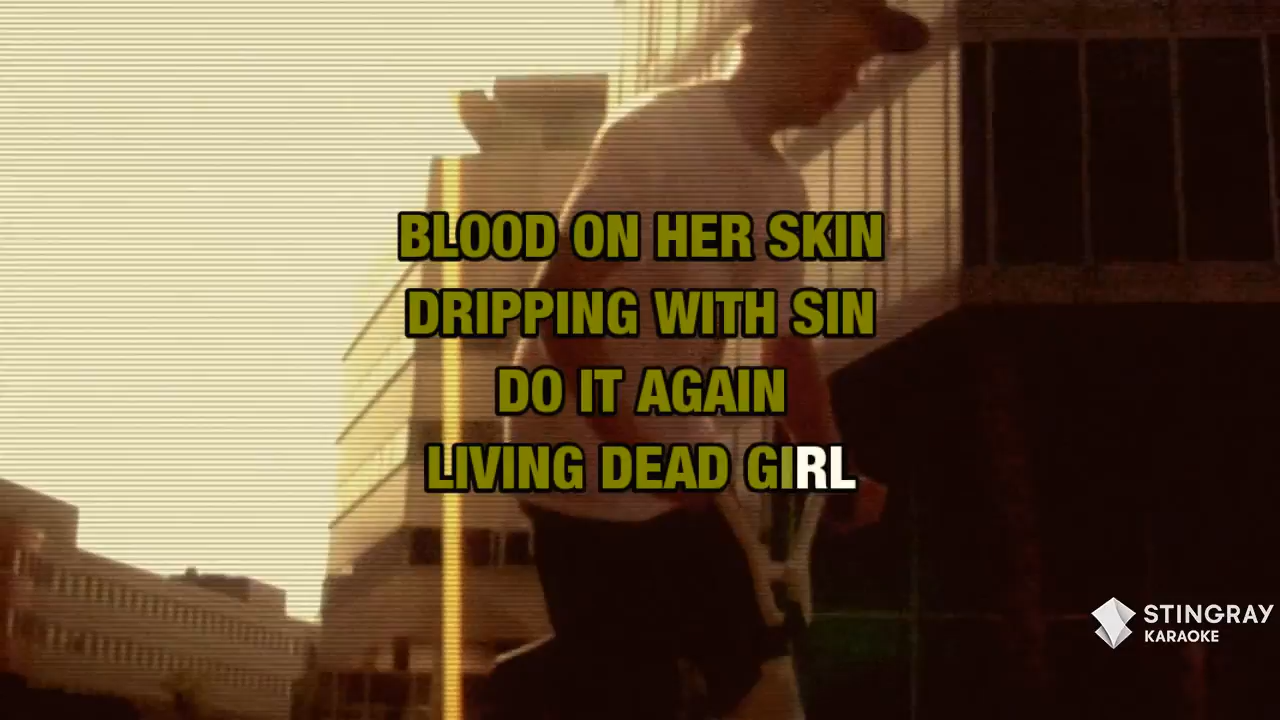 BLOOD ON HER SKIN
DRIPPING WITH SIN
DO IT AGAIN
LIVING DEAD GIRL
STINGRAY
KARAOKE